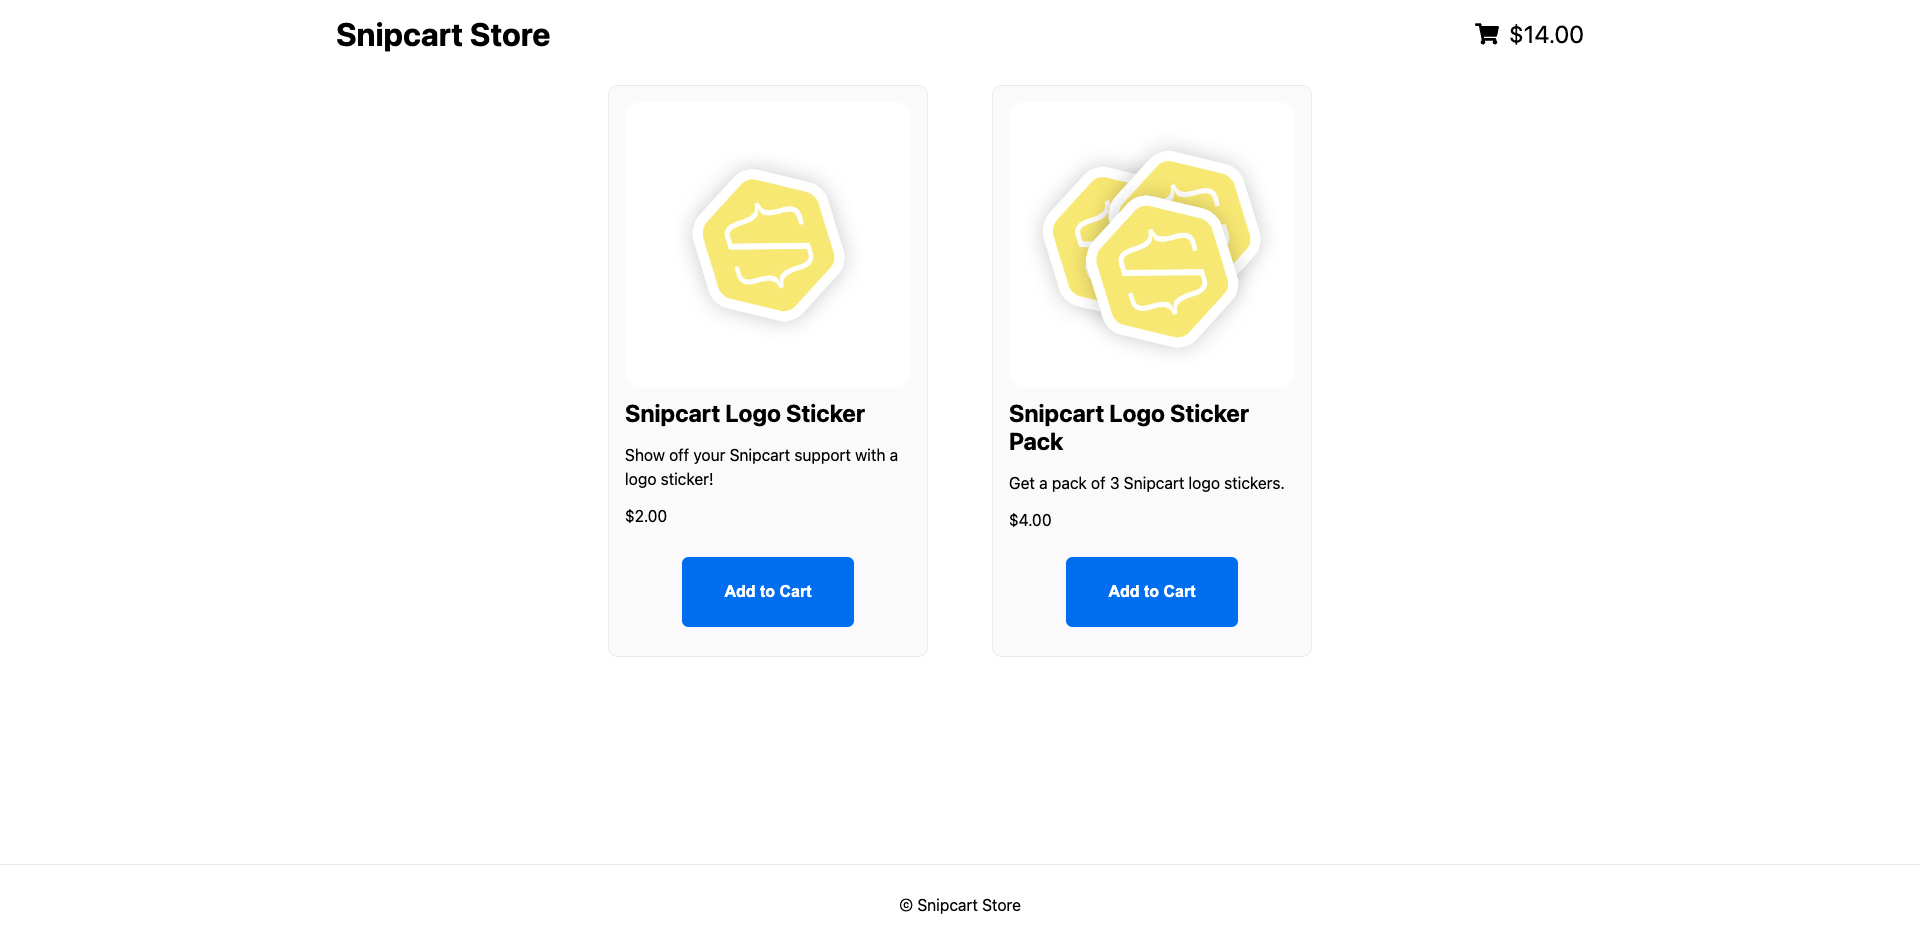 Snipcart Store
$14.00
Snipcart Logo Sticker
Show off your Snipcart support with a
logo sticker!
$2.00
Add to Cart
Snipcart Logo Sticker
Pack
Get a pack of 3 Snipcart logo stickers.
$4.00
Add to Cart
© Snipcart Store